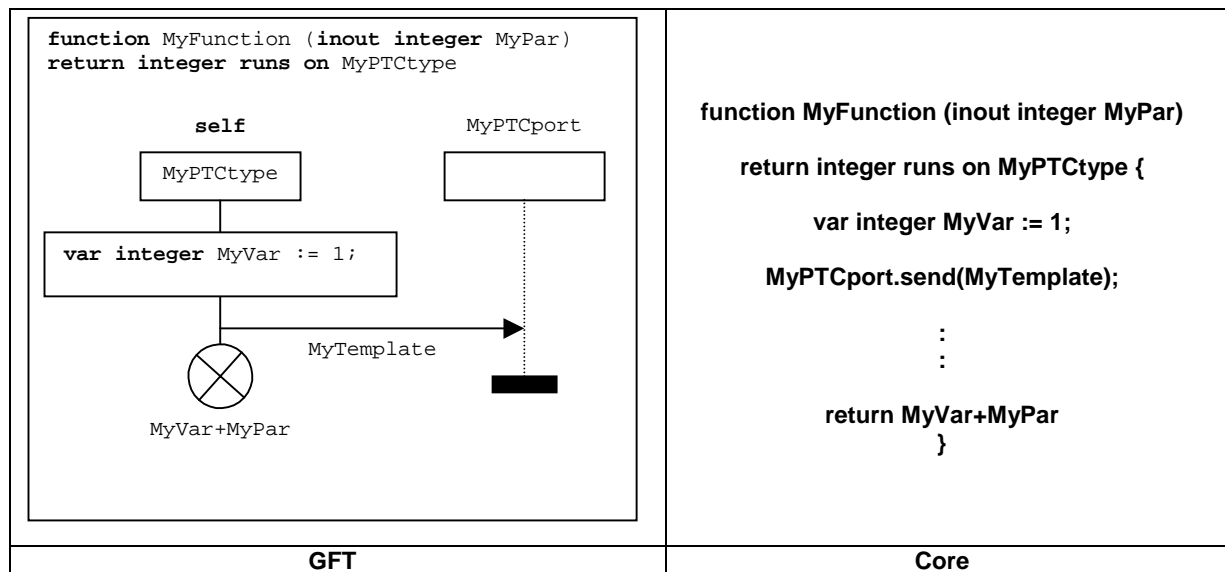 function MyFunction (inout integer MyPar)
return integer runs on MyPTCtype
self
MyPTCport
MyPTCtype
var integer MyVar := 1;
MyTemplate
MyVar+MyPar
function MyFunction (inout integer MyPar)
return integer runs on MyPTCtype {
var integer MyVar := 1;
MyPTCport.send(MyTemplate);
:
:
return MyVar+MyPar
}
GFT
Core